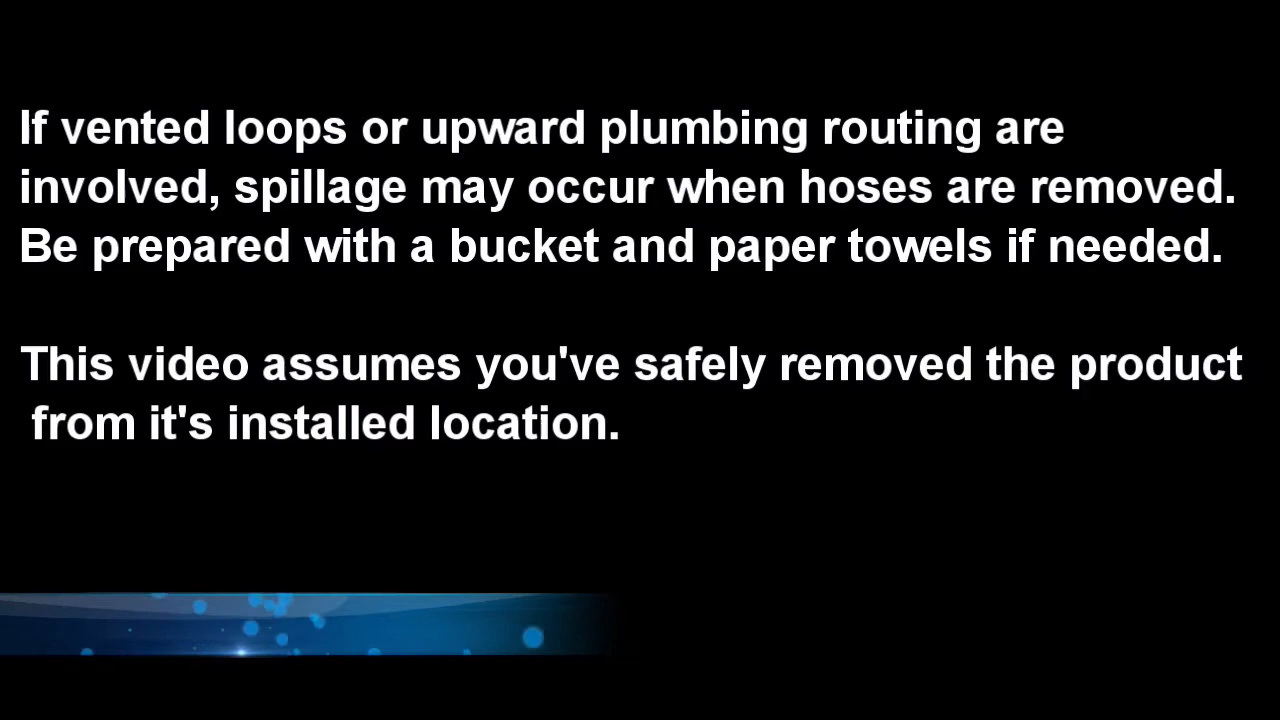 If vented loops or upward plumbing routing are
involved, spillage may occur when hoses are removed.
Be prepared with a bucket and paper towels if needed.
This video assumes you've safely removed the product
from it's installed location.